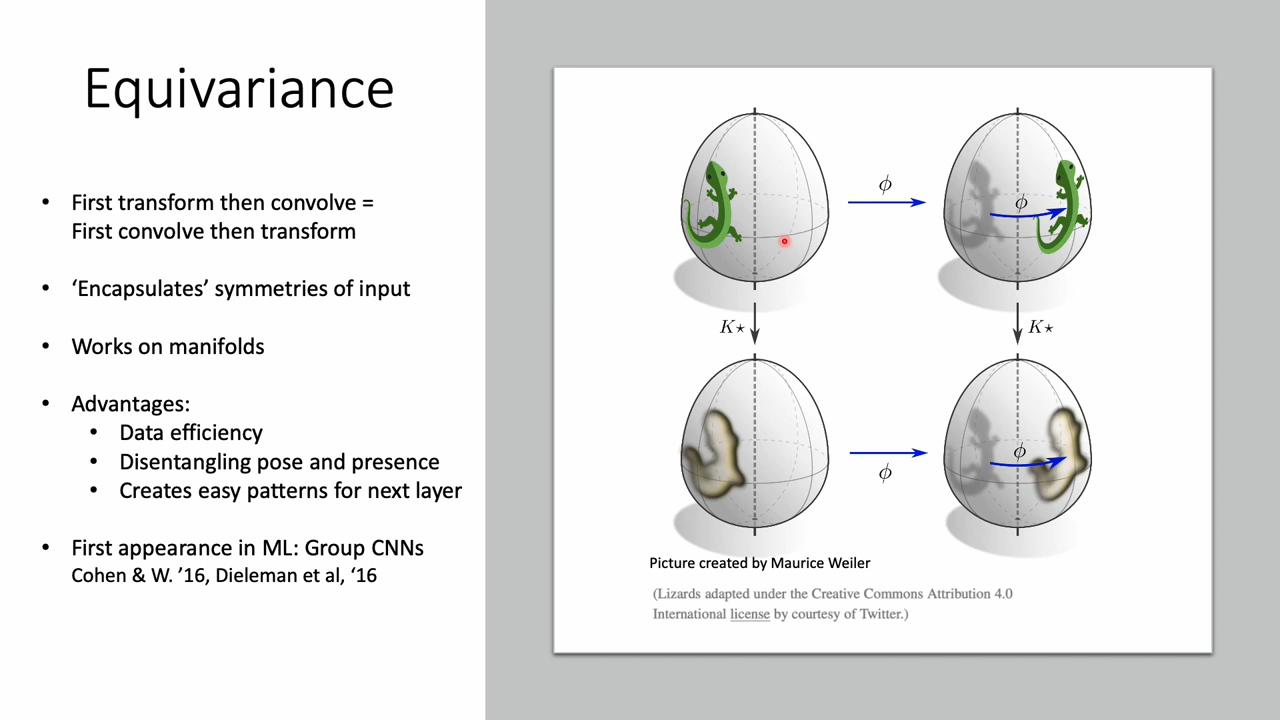 Equivariance
• First transform then convolve =
First convolve then transform
• ‘Encapsulates’ symmetries of input
• Works on manifolds
• Advantages:
• Data efficiency
• Disentangling pose and presence
• Creates easy patterns for next layer
• First appearance in ML: Group CNNs
Cohen & W. ’16, Dieleman et al, ‘16
ϕ
ϕ
K⋆
K⋆
ϕ
ϕ
Picture created by Maurice Weiler
(Lizards adapted under the Creative Commons Attribution 4.0
International license by courtesy of Twitter.)